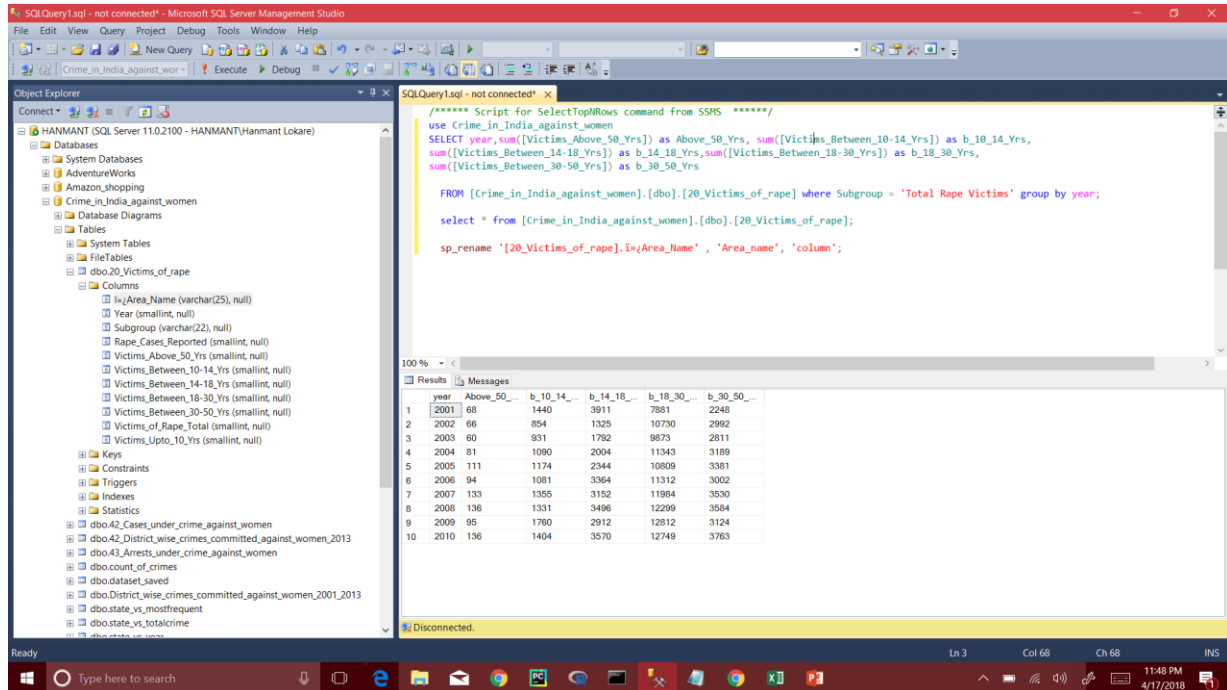 SQLQuery1.sql - not connected* - Microsoft SQL Server Management Studio
File Edit View Query Project Debug Tools Window Help
New Query
Crime_in_India_against_wor
Execute Debug
Object Explorer
Connect
HANMANT (SQL Server 11.0.2100 - HANMANT\Hanmant Lokare)
Databases
System Databases
AdventureWorks
Amazon_shopping
Crime_in_India_against_women
Database Diagrams
Tables
System Tables
FileTables
dbo.20_Victims_of_rape
Columns
ï»¿Area_Name (varchar(25), null)
Year (smallint, null)
Subgroup (varchar(22), null)
Rape_Cases_Reported (smallint, null)
Victims_Above_50_Yrs (smallint, null)
Victims_Between_10-14_Yrs (smallint, null)
Victims_Between_14-18_Yrs (smallint, null)
Victims_Between_18-30_Yrs (smallint, null)
Victims_Between_30-50_Yrs (smallint, null)
Victims_of_Rape_Total (smallint, null)
Victims_Upto_10_Yrs (smallint, null)
Keys
Constraints
Triggers
Indexes
Statistics
dbo.42_Cases_under_crime_against_women
dbo.42_District_wise_crimes_committed_against_women_2013
dbo.43_Arrests_under_crime_against_women
dbo.count_of_crimes
dbo.dataset_saved
dbo.District_wise_crimes_committed_against_women_2001_2013
dbo.state_vs_mostfrequent
dbo.state_vs_totalcrime
dbo.state_vs_year
SQLQuery1.sql - not connected*
/****** Script for SelectTopNRows command from SSMS ******/
use Crime_in_India_against_women
SELECT year,sum([Victims_Above_50_Yrs]) as Above_50_Yrs, sum([Victims_Between_10-14_Yrs]) as b_10_14_Yrs,
sum([Victims_Between_14-18_Yrs]) as b_14_18_Yrs,sum([Victims_Between_18-30_Yrs]) as b_18_30_Yrs,
sum([Victims_Between_30-50_Yrs]) as b_30_50_Yrs
FROM [Crime_in_India_against_women].[dbo].[20_Victims_of_rape] where Subgroup = 'Total Rape Victims' group by year;
select * from [Crime_in_India_against_women].[dbo].[20_Victims_of_rape];
sp_rename '[20_Victims_of_rape].ï»¿Area_Name' , 'Area_name', 'column';
100 %
Results Messages
year Above_50_... b_10_14_... b_14_18_... b_18_30_... b_30_50_...
1 2001 68 1440 3911 7881 2248
2 2002 66 854 1325 10730 2992
3 2003 60 931 1792 9873 2811
4 2004 81 1090 2004 11343 3189
5 2005 111 1174 2344 10809 3381
6 2006 94 1081 3364 11312 3002
7 2007 133 1355 3152 11984 3530
8 2008 136 1331 3496 12299 3584
9 2009 95 1760 2912 12812 3124
10 2010 136 1404 3570 12749 3763
Disconnected.
Ready Ln 3 Col 68 Ch 68 INS
Type here to search
11:48 PM
4/17/2018